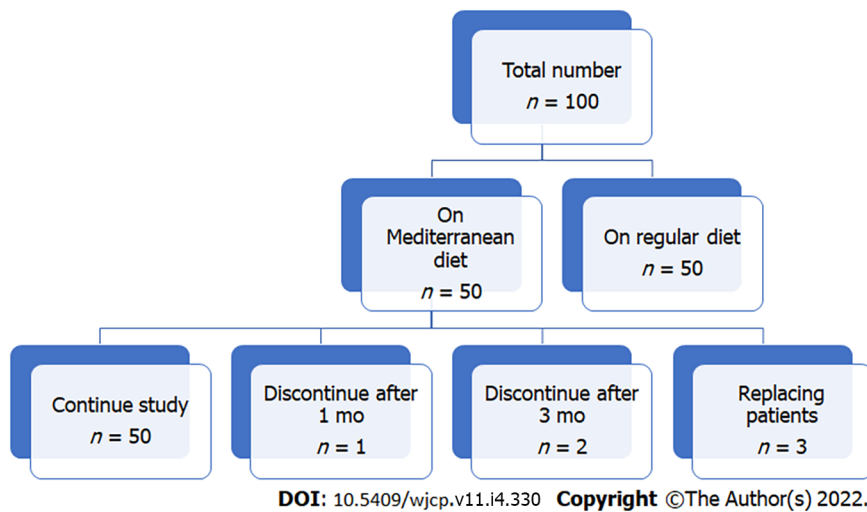 Total number
n = 100
On
Mediterranean
diet
n = 50
On regular diet
n = 50
Continue study
n = 50
Discontinue after
1 mo
n = 1
Discontinue after
3 mo
n = 2
Replacing
patients
n = 3
DOI: 10.5409/wjcp.v11.i4.330 Copyright ©The Author(s) 2022.